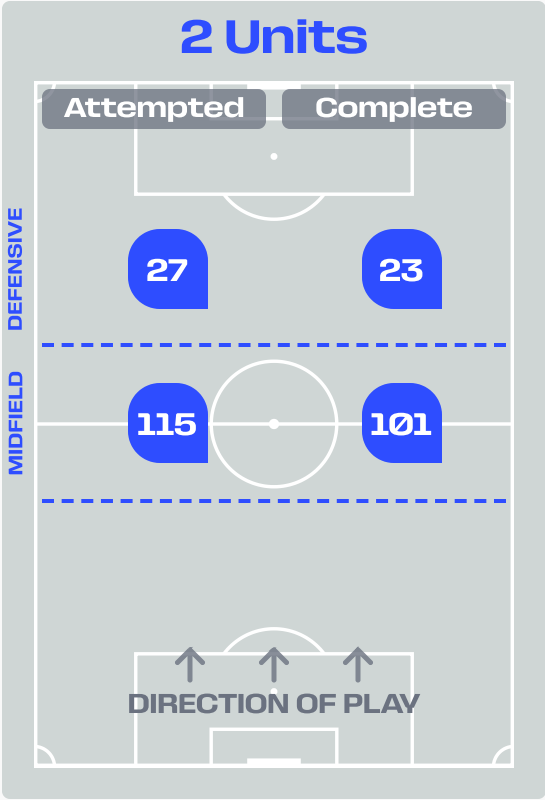 2 Units
Attempted Complete
DEFENSIVE
27 23
MIDFIELD
115 101
DIRECTION OF PLAY